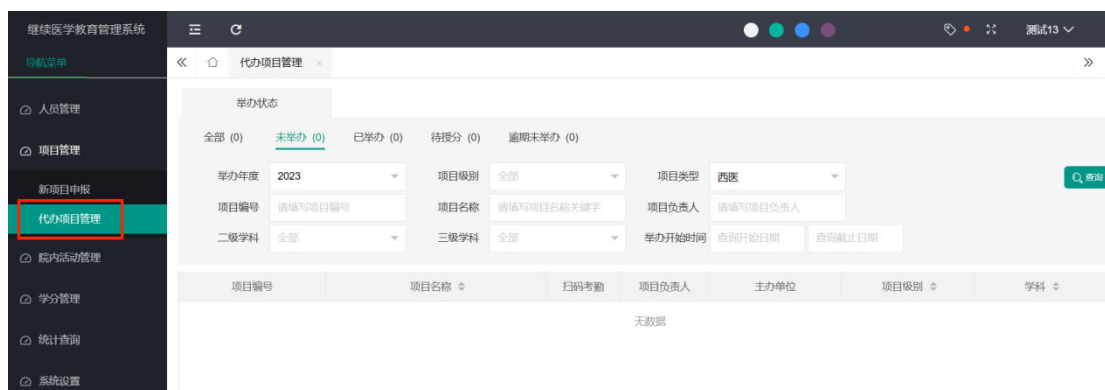 继续医学教育管理系统
测试13
导航菜单
代办项目管理 ×
人员管理
项目管理
新项目申报
代办项目管理
院内活动管理
学分管理
统计查询
系统设置
举办状态
全部 (0) 未举办 (0) 已举办 (0) 待授分 (0) 逾期未举办 (0)
举办年度 2023 项目级别 全部 项目类型 西医 查询
项目编号 请填写项目编号 项目名称 请填写项目名称关键字 项目负责人 请填写项目负责人
二级学科 全部 三级学科 全部 举办开始时间 查询开始日期 查询截止日期
项目编号 项目名称 扫码考勤 项目负责人 主办单位 项目级别 学科
无数据